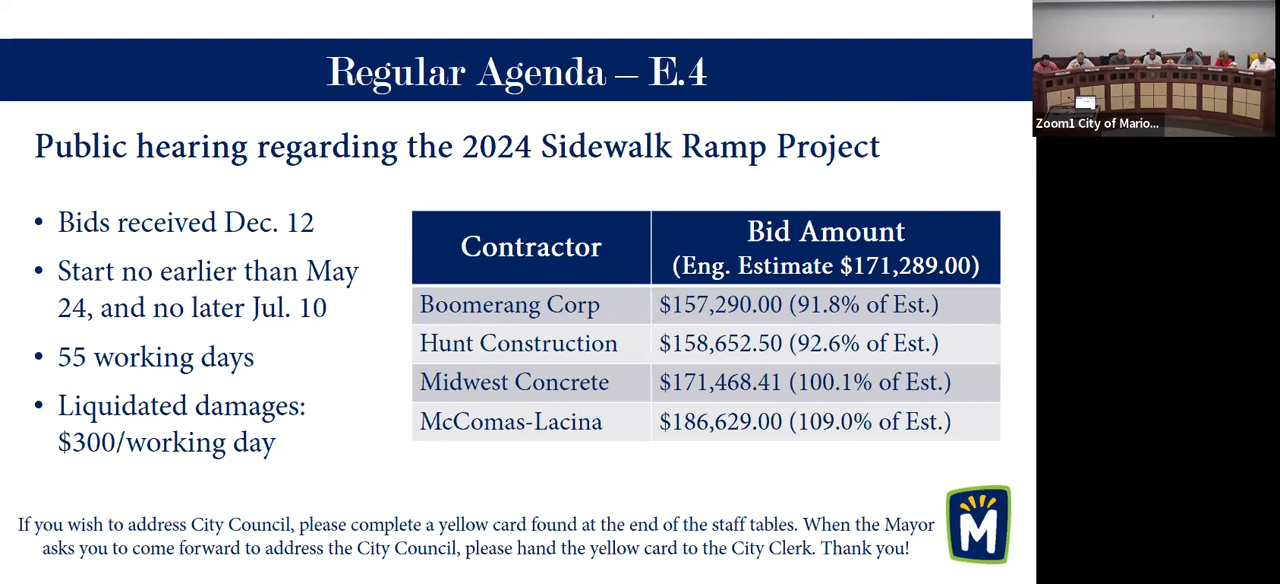 Regular Agenda – E.4
Public hearing regarding the 2024 Sidewalk Ramp Project
• Bids received Dec. 12
• Start no earlier than May
24, and no later Jul. 10
• 55 working days
• Liquidated damages:
$300/working day
Contractor
Bid Amount
(Eng. Estimate $171,289.00)
Boomerang Corp $157,290.00 (91.8% of Est.)
Hunt Construction $158,652.50 (92.6% of Est.)
Midwest Concrete $171,468.41 (100.1% of Est.)
McComas-Lacina $186,629.00 (109.0% of Est.)
If you wish to address City Council, please complete a yellow card found at the end of the staff tables. When the Mayor
asks you to come forward to address the City Council, please hand the yellow card to the City Clerk. Thank you!
M
Zoom1 City of Mario...